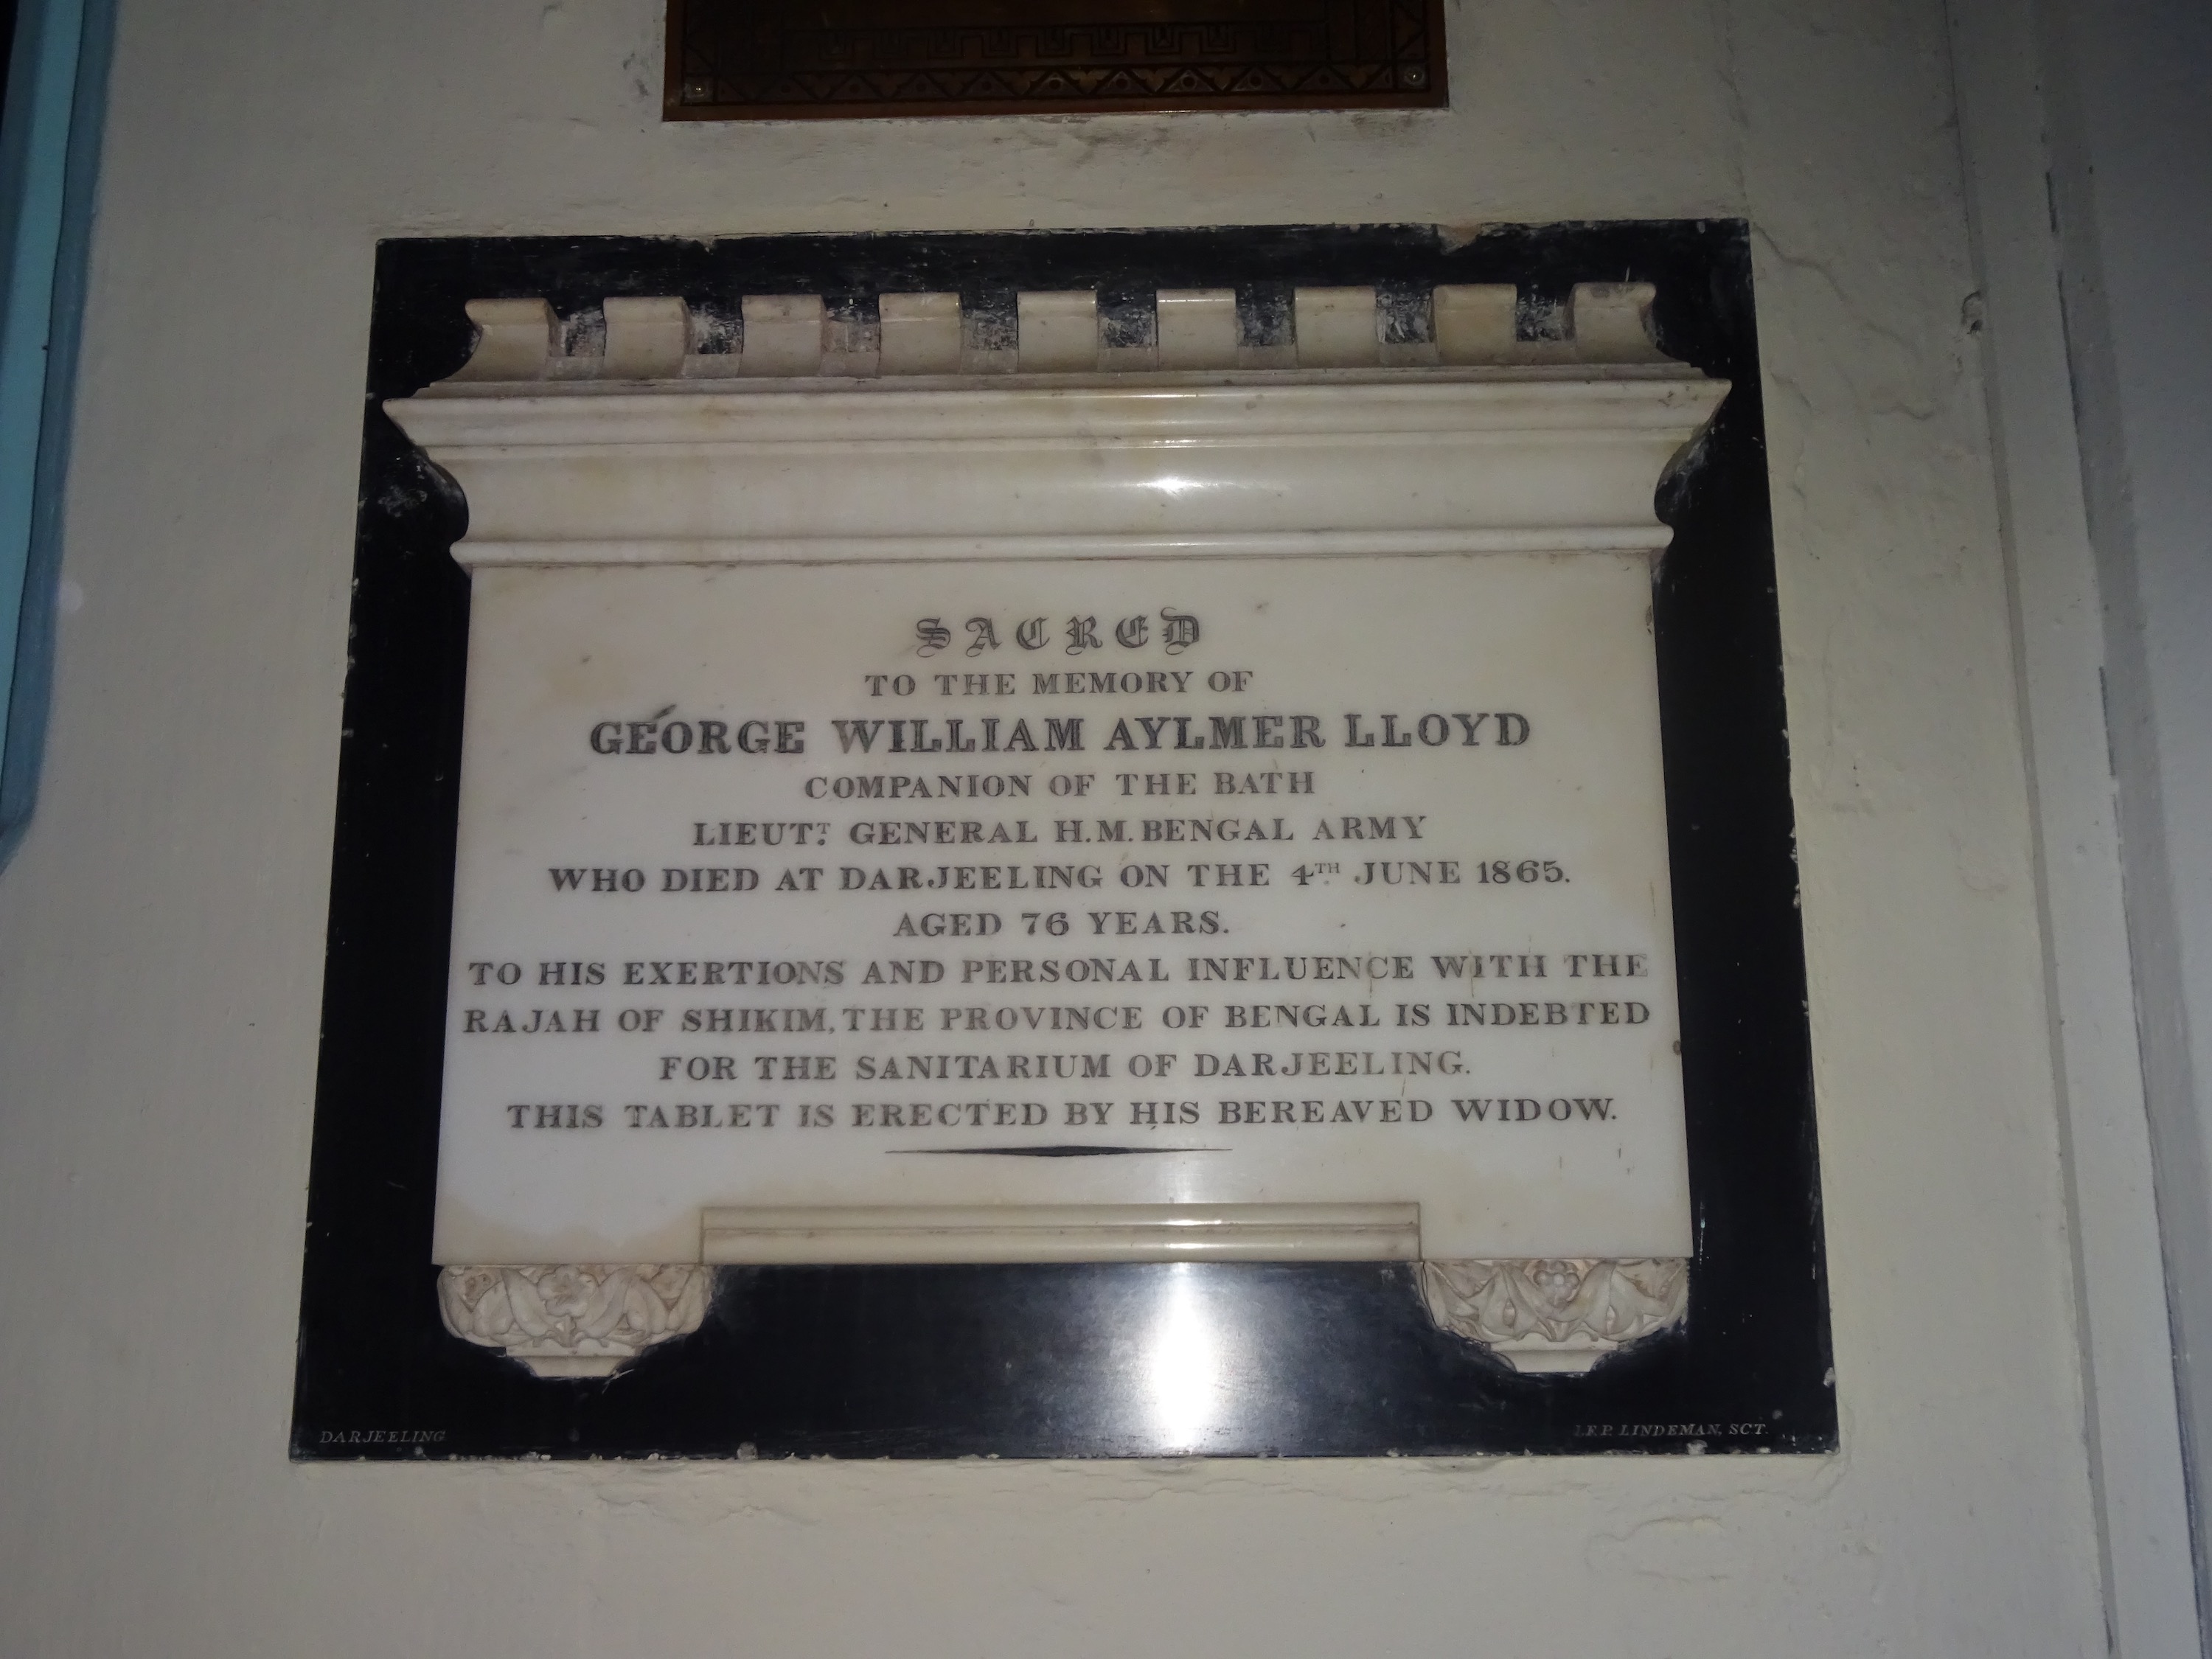 SACRED
TO THE MEMORY OF
GEORGE WILLIAM AYLMER LLOYD
COMPANION OF THE BATH
LIEUTT. GENERAL H.M. BENGAL ARMY
WHO DIED AT DARJEELING ON THE 4TH JUNE 1865.
AGED 76 YEARS.
TO HIS EXERTIONS AND PERSONAL INFLUENCE WITH THE
RAJAH OF SHIKIM, THE PROVINCE OF BENGAL IS INDEBTED
FOR THE SANITARIUM OF DARJEELING.
THIS TABLET IS ERECTED BY HIS BEREAVED WIDOW.
DARJEELING
LINDEMAN, SCT.